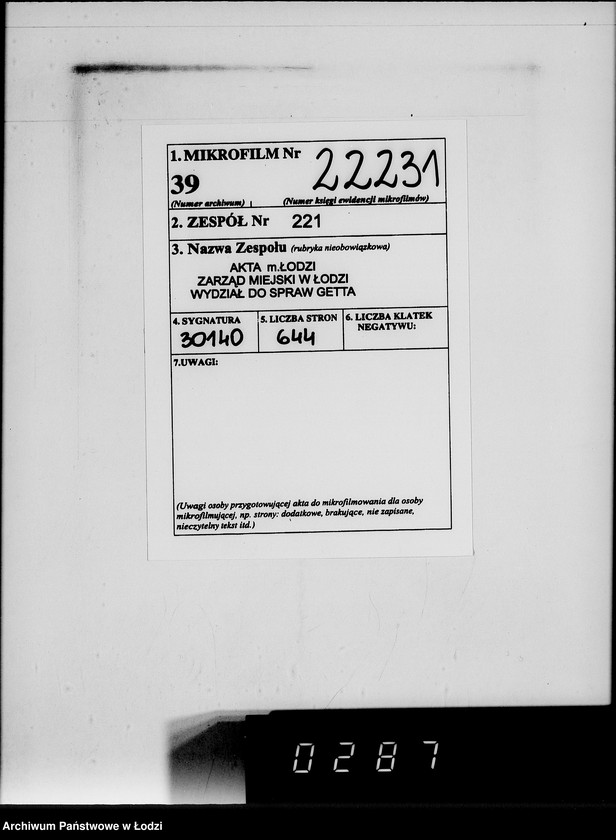 1. MIKROFILM Nr 22231
39
(Numer archiwum) (Numer księgi ewidencji mikrofilmów)
2. ZESPÓŁ Nr 221
3. Nazwa Zespołu (rubryka nieobowiązkowa)
AKTA m.ŁODZI
ZARZĄD MIEJSKI W ŁODZI
WYDZIAŁ DO SPRAW GETTA
4. SYGNATURA 5. LICZBA STRON 6. LICZBA KLATEK
NEGATYWU:
30140 644
7.UWAGI:
(Uwagi osoby przygotowującej akta do mikrofilmowania dla osoby
mikrofilmującej, np. strony: dodatkowe, brakujące, nie zapisane,
nieczytelny tekst itd.)
0287
Archiwum Państwowe w Łodzi